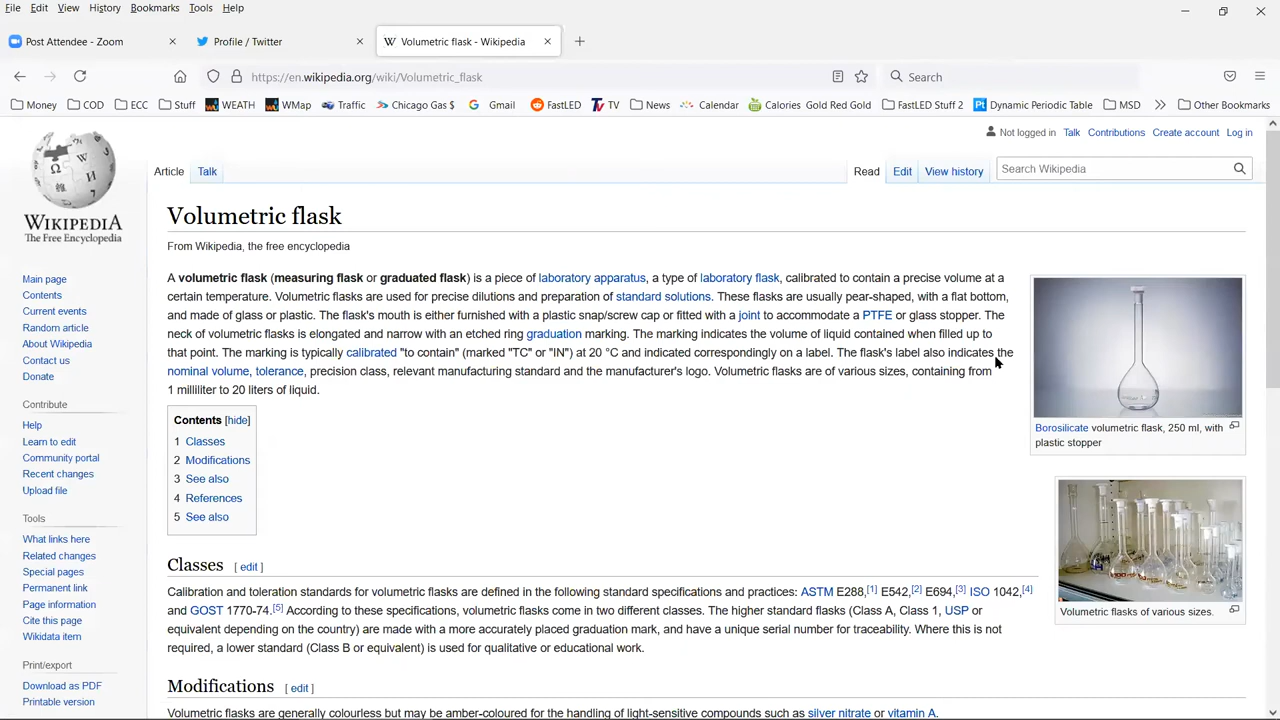 File Edit View History Bookmarks Tools Help
Post Attendee - Zoom
Profile / Twitter
W Volumetric flask - Wikipedia
https://en.wikipedia.org/wiki/Volumetric_flask
Search
Money COD ECC Stuff WEATH WMap Traffic Chicago Gas $ G Gmail FastLED TV News Calendar Calories Gold Red Gold FastLED Stuff 2 Pt Dynamic Periodic Table MSD Other Bookmarks
Not logged in Talk Contributions Create account Log in
Article Talk
Read Edit View history Search Wikipedia
WIKIPEDIA
The Free Encyclopedia
Main page
Contents
Current events
Random article
About Wikipedia
Contact us
Donate
Contribute
Help
Learn to edit
Community portal
Recent changes
Upload file
Tools
What links here
Related changes
Special pages
Permanent link
Page information
Cite this page
Wikidata item
Print/export
Download as PDF
Printable version
Volumetric flask
From Wikipedia, the free encyclopedia
A volumetric flask (measuring flask or graduated flask) is a piece of laboratory apparatus, a type of laboratory flask, calibrated to contain a precise volume at a
certain temperature. Volumetric flasks are used for precise dilutions and preparation of standard solutions. These flasks are usually pear-shaped, with a flat bottom,
and made of glass or plastic. The flask's mouth is either furnished with a plastic snap/screw cap or fitted with a joint to accommodate a PTFE or glass stopper. The
neck of volumetric flasks is elongated and narrow with an etched ring graduation marking. The marking indicates the volume of liquid contained when filled up to
that point. The marking is typically calibrated "to contain" (marked "TC" or "IN") at 20 °C and indicated correspondingly on a label. The flask's label also indicates the
nominal volume, tolerance, precision class, relevant manufacturing standard and the manufacturer's logo. Volumetric flasks are of various sizes, containing from
1 milliliter to 20 liters of liquid.
Contents [hide]
1 Classes
2 Modifications
3 See also
4 References
5 See also
Borosilicate volumetric flask, 250 ml, with
plastic stopper
Volumetric flasks of various sizes.
Classes [ edit ]
Calibration and toleration standards for volumetric flasks are defined in the following standard specifications and practices: ASTM E288,[1] E542,[2] E694,[3] ISO 1042,[4]
and GOST 1770-74.[5] According to these specifications, volumetric flasks come in two different classes. The higher standard flasks (Class A, Class 1, USP or
equivalent depending on the country) are made with a more accurately placed graduation mark, and have a unique serial number for traceability. Where this is not
required, a lower standard (Class B or equivalent) is used for qualitative or educational work.
Modifications [ edit ]
Volumetric flasks are generally colourless but may be amber-coloured for the handling of light-sensitive compounds such as silver nitrate or vitamin A.